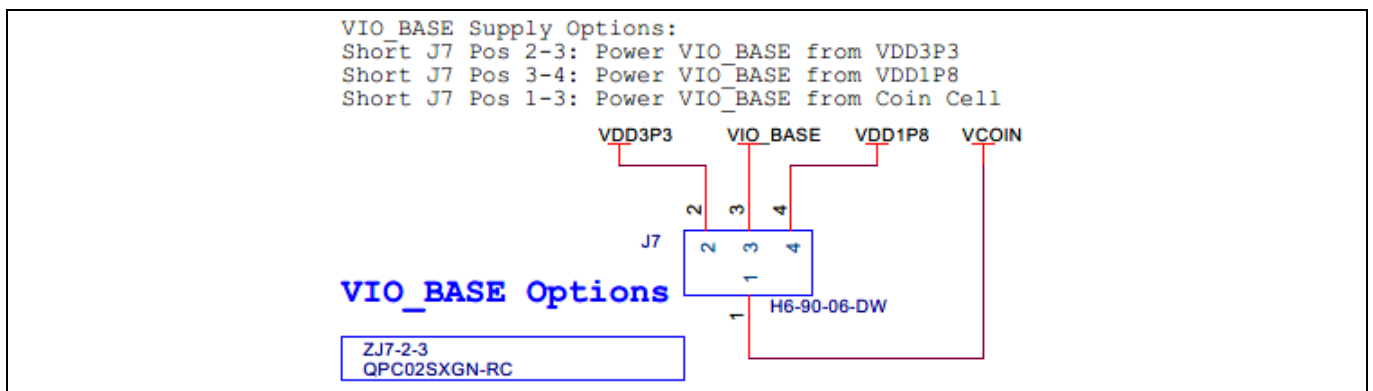 VIO_BASE Supply Options:
Short J7 Pos 2-3: Power VIO_BASE from VDD3P3
Short J7 Pos 3-4: Power VIO_BASE from VDD1P8
Short J7 Pos 1-3: Power VIO_BASE from Coin Cell
VDD3P3 VIO_BASE VDD1P8 VCOIN
2 3 4
J7 2 3 4
1
VIO_BASE Options
1 H6-90-06-DW
ZJ7-2-3
QPC02SXGN-RC